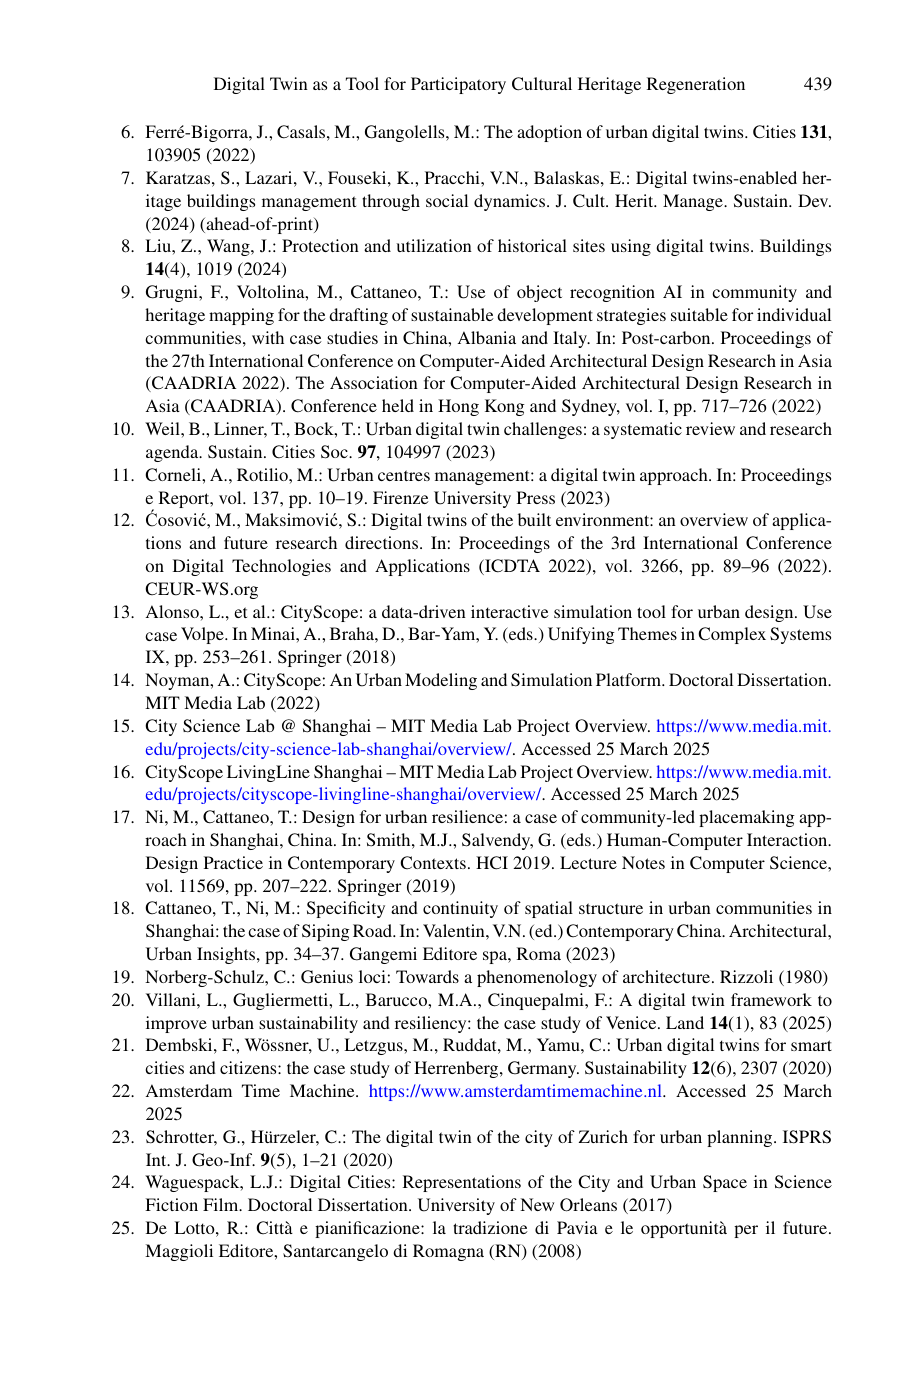 Digital Twin as a Tool for Participatory Cultural Heritage Regeneration 439
6. Ferré-Bigorra, J., Casals, M., Gangolells, M.: The adoption of urban digital twins. Cities 131,
103905 (2022)
7. Karatzas, S., Lazari, V., Fouseki, K., Pracchi, V.N., Balaskas, E.: Digital twins-enabled her-
itage buildings management through social dynamics. J. Cult. Herit. Manage. Sustain. Dev.
(2024) (ahead-of-print)
8. Liu, Z., Wang, J.: Protection and utilization of historical sites using digital twins. Buildings
14(4), 1019 (2024)
9. Grugni, F., Voltolina, M., Cattaneo, T.: Use of object recognition AI in community and
heritage mapping for the drafting of sustainable development strategies suitable for individual
communities, with case studies in China, Albania and Italy. In: Post-carbon. Proceedings of
the 27th International Conference on Computer-Aided Architectural Design Research in Asia
(CAADRIA 2022). The Association for Computer-Aided Architectural Design Research in
Asia (CAADRIA). Conference held in Hong Kong and Sydney, vol. I, pp. 717–726 (2022)
10. Weil, B., Linner, T., Bock, T.: Urban digital twin challenges: a systematic review and research
agenda. Sustain. Cities Soc. 97, 104997 (2023)
11. Corneli, A., Rotilio, M.: Urban centres management: a digital twin approach. In: Proceedings
e Report, vol. 137, pp. 10–19. Firenze University Press (2023)
12. Ćosović, M., Maksimović, S.: Digital twins of the built environment: an overview of applica-
tions and future research directions. In: Proceedings of the 3rd International Conference
on Digital Technologies and Applications (ICDTA 2022), vol. 3266, pp. 89–96 (2022).
CEUR-WS.org
13. Alonso, L., et al.: CityScope: a data-driven interactive simulation tool for urban design. Use
case Volpe. In Minai, A., Braha, D., Bar-Yam, Y. (eds.) Unifying Themes in Complex Systems
IX, pp. 253–261. Springer (2018)
14. Noyman, A.: CityScope: An Urban Modeling and Simulation Platform. Doctoral Dissertation.
MIT Media Lab (2022)
15. City Science Lab @ Shanghai – MIT Media Lab Project Overview. https://www.media.mit.
edu/projects/city-science-lab-shanghai/overview/. Accessed 25 March 2025
16. CityScope LivingLine Shanghai – MIT Media Lab Project Overview. https://www.media.mit.
edu/projects/cityscope-livingline-shanghai/overview/. Accessed 25 March 2025
17. Ni, M., Cattaneo, T.: Design for urban resilience: a case of community-led placemaking app-
roach in Shanghai, China. In: Smith, M.J., Salvendy, G. (eds.) Human-Computer Interaction.
Design Practice in Contemporary Contexts. HCI 2019. Lecture Notes in Computer Science,
vol. 11569, pp. 207–222. Springer (2019)
18. Cattaneo, T., Ni, M.: Specificity and continuity of spatial structure in urban communities in
Shanghai: the case of Siping Road. In: Valentin, V.N. (ed.) Contemporary China. Architectural,
Urban Insights, pp. 34–37. Gangemi Editore spa, Roma (2023)
19. Norberg-Schulz, C.: Genius loci: Towards a phenomenology of architecture. Rizzoli (1980)
20. Villani, L., Gugliermetti, L., Barucco, M.A., Cinquepalmi, F.: A digital twin framework to
improve urban sustainability and resiliency: the case study of Venice. Land 14(1), 83 (2025)
21. Dembski, F., Wössner, U., Letzgus, M., Ruddat, M., Yamu, C.: Urban digital twins for smart
cities and citizens: the case study of Herrenberg, Germany. Sustainability 12(6), 2307 (2020)
22. Amsterdam Time Machine. https://www.amsterdamtimemachine.nl. Accessed 25 March
2025
23. Schrotter, G., Hürzeler, C.: The digital twin of the city of Zurich for urban planning. ISPRS
Int. J. Geo-Inf. 9(5), 1–21 (2020)
24. Waguespack, L.J.: Digital Cities: Representations of the City and Urban Space in Science
Fiction Film. Doctoral Dissertation. University of New Orleans (2017)
25. De Lotto, R.: Città e pianificazione: la tradizione di Pavia e le opportunità per il future.
Maggioli Editore, Santarcangelo di Romagna (RN) (2008)